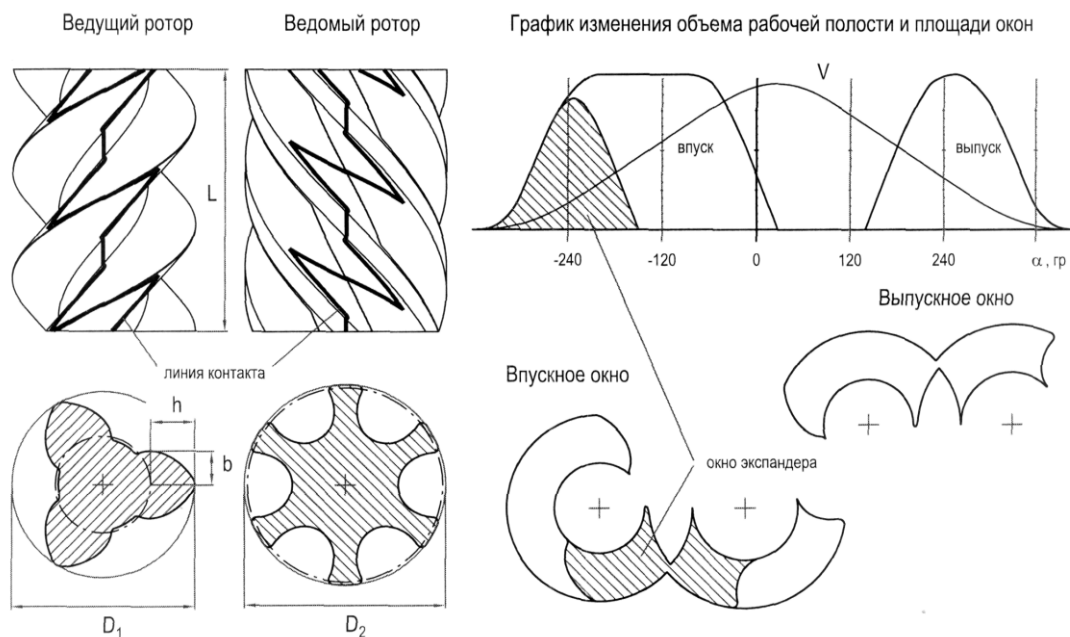 Ведущий ротор
Ведомый ротор
График изменения объема рабочей полости и площади окон
L
V
впуск
выпуск
-240
-120
0
120
240
α , гр
линия контакта
Выпускное окно
Впускное окно
h
b
окно экспандера
D1
D2